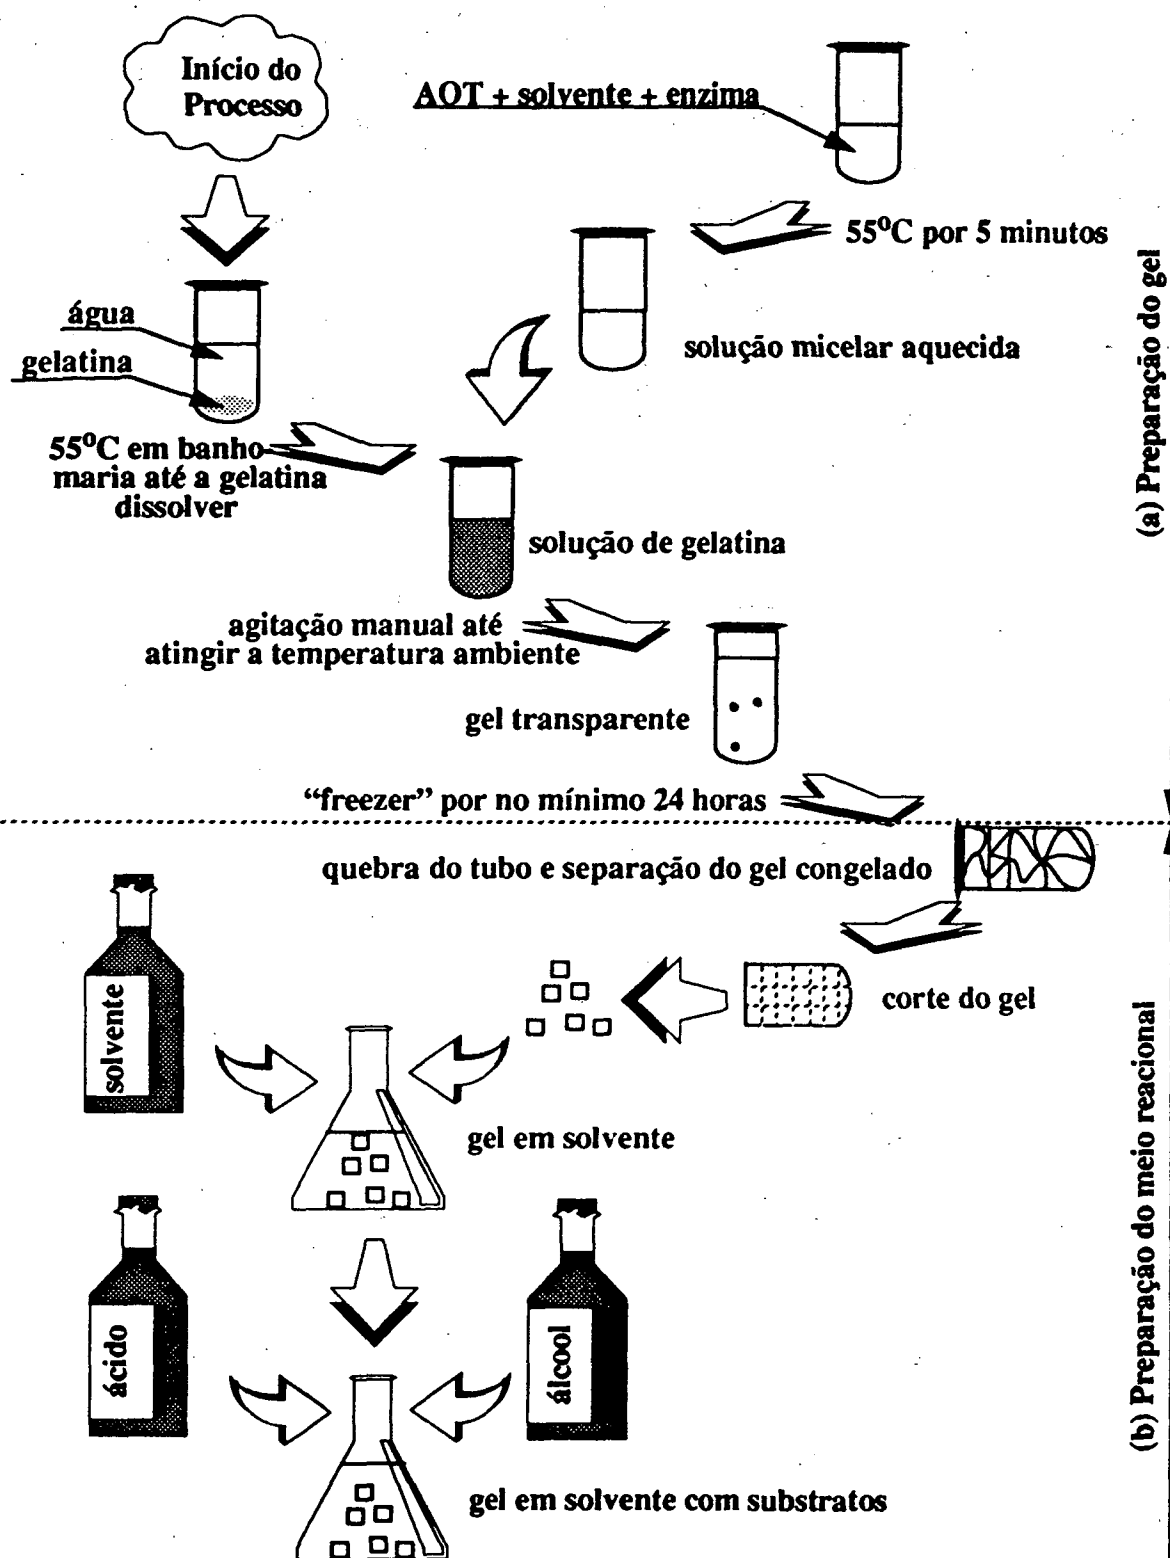 Início do
Processo
AOT + solvente + enzima
55ºC por 5 minutos
água
gelatina
solução micelar aquecida
55ºC em banho-
maria até a gelatina
dissolver
solução de gelatina
agitação manual até
atingir a temperatura ambiente
gel transparente
“freezer” por no mínimo 24 horas
(a) Preparação do gel
quebra do tubo e separação do gel congelado
solvente
corte do gel
gel em solvente
ácido
álcool
gel em solvente com substratos
(b) Preparação do meio reacional